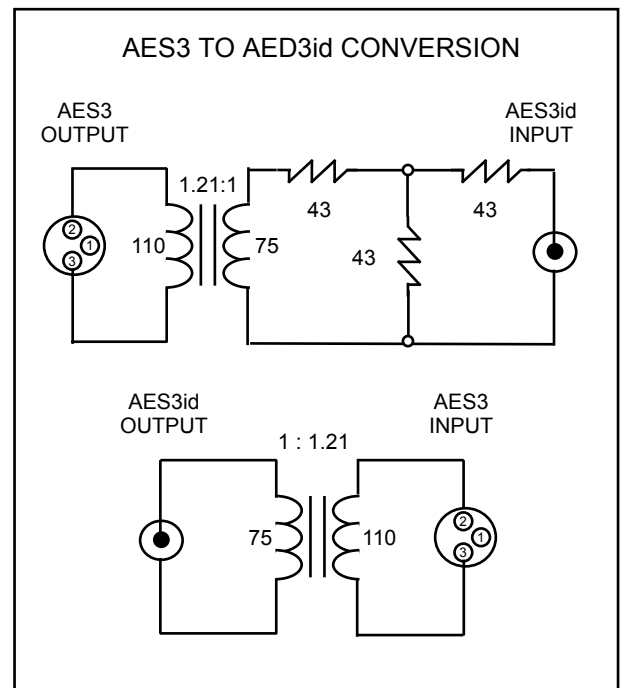 AES3 TO AED3id CONVERSION
AES3
OUTPUT
AES3id
INPUT
1.21:1
43
43
2
1
3
110
75
43
AES3id
OUTPUT
AES3
INPUT
1 : 1.21
75
110
2
1
3